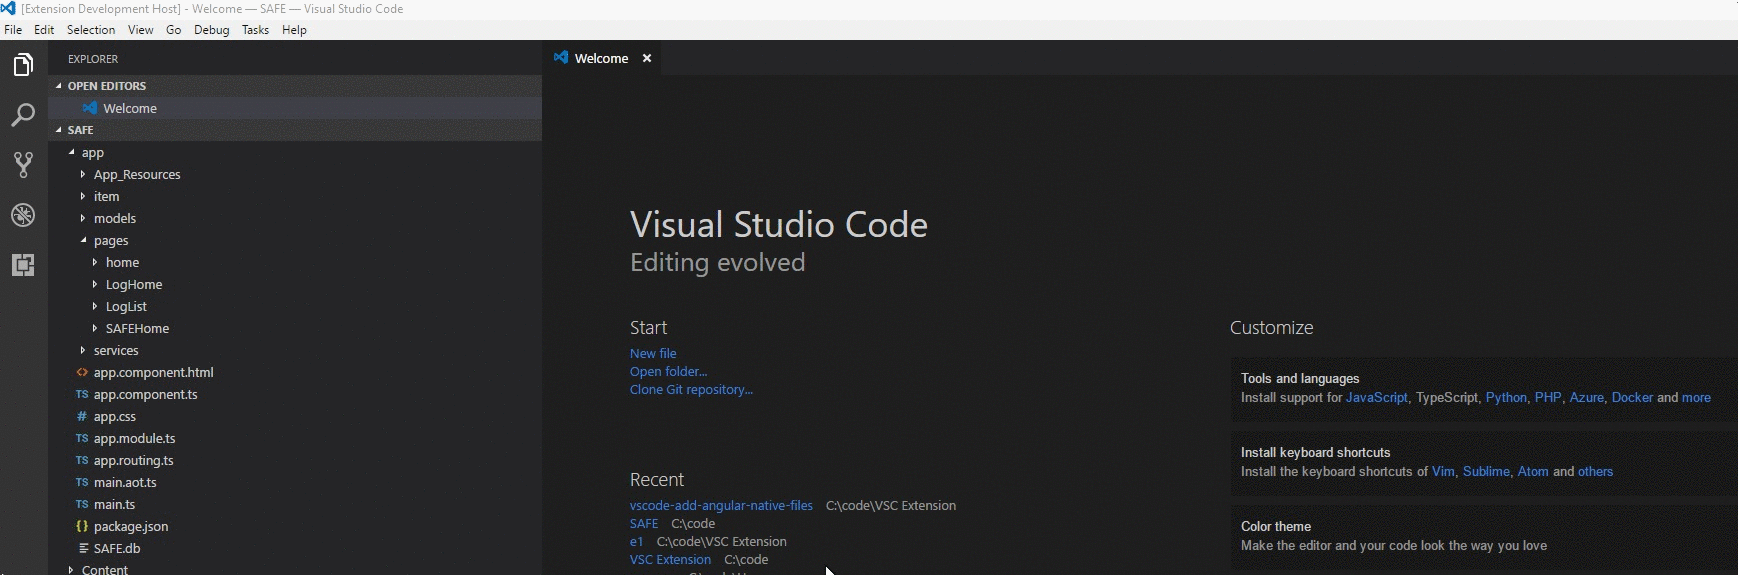 [Extension Development Host] - Welcome — SAFE — Visual Studio Code
File Edit Selection View Go Debug Tasks Help
EXPLORER
OPEN EDITORS
Welcome
SAFE
app
App_Resources
item
models
pages
home
LogHome
LogList
SAFEHome
services
<> app.component.html
TS app.component.ts
# app.css
TS app.module.ts
TS app.routing.ts
TS main.aot.ts
TS main.ts
{} package.json
SAFE.db
Content
Welcome
Visual Studio Code
Editing evolved
Start
New file
Open folder...
Clone Git repository...
Recent
vscode-add-angular-native-files C:\code\VSC Extension
SAFE C:\code
e1 C:\code\VSC Extension
VSC Extension C:\code
Customize
Tools and languages
Install support for JavaScript, TypeScript, Python, PHP, Azure, Docker and more
Install keyboard shortcuts
Install the keyboard shortcuts of Vim, Sublime, Atom and others
Color theme
Make the editor and your code look the way you love